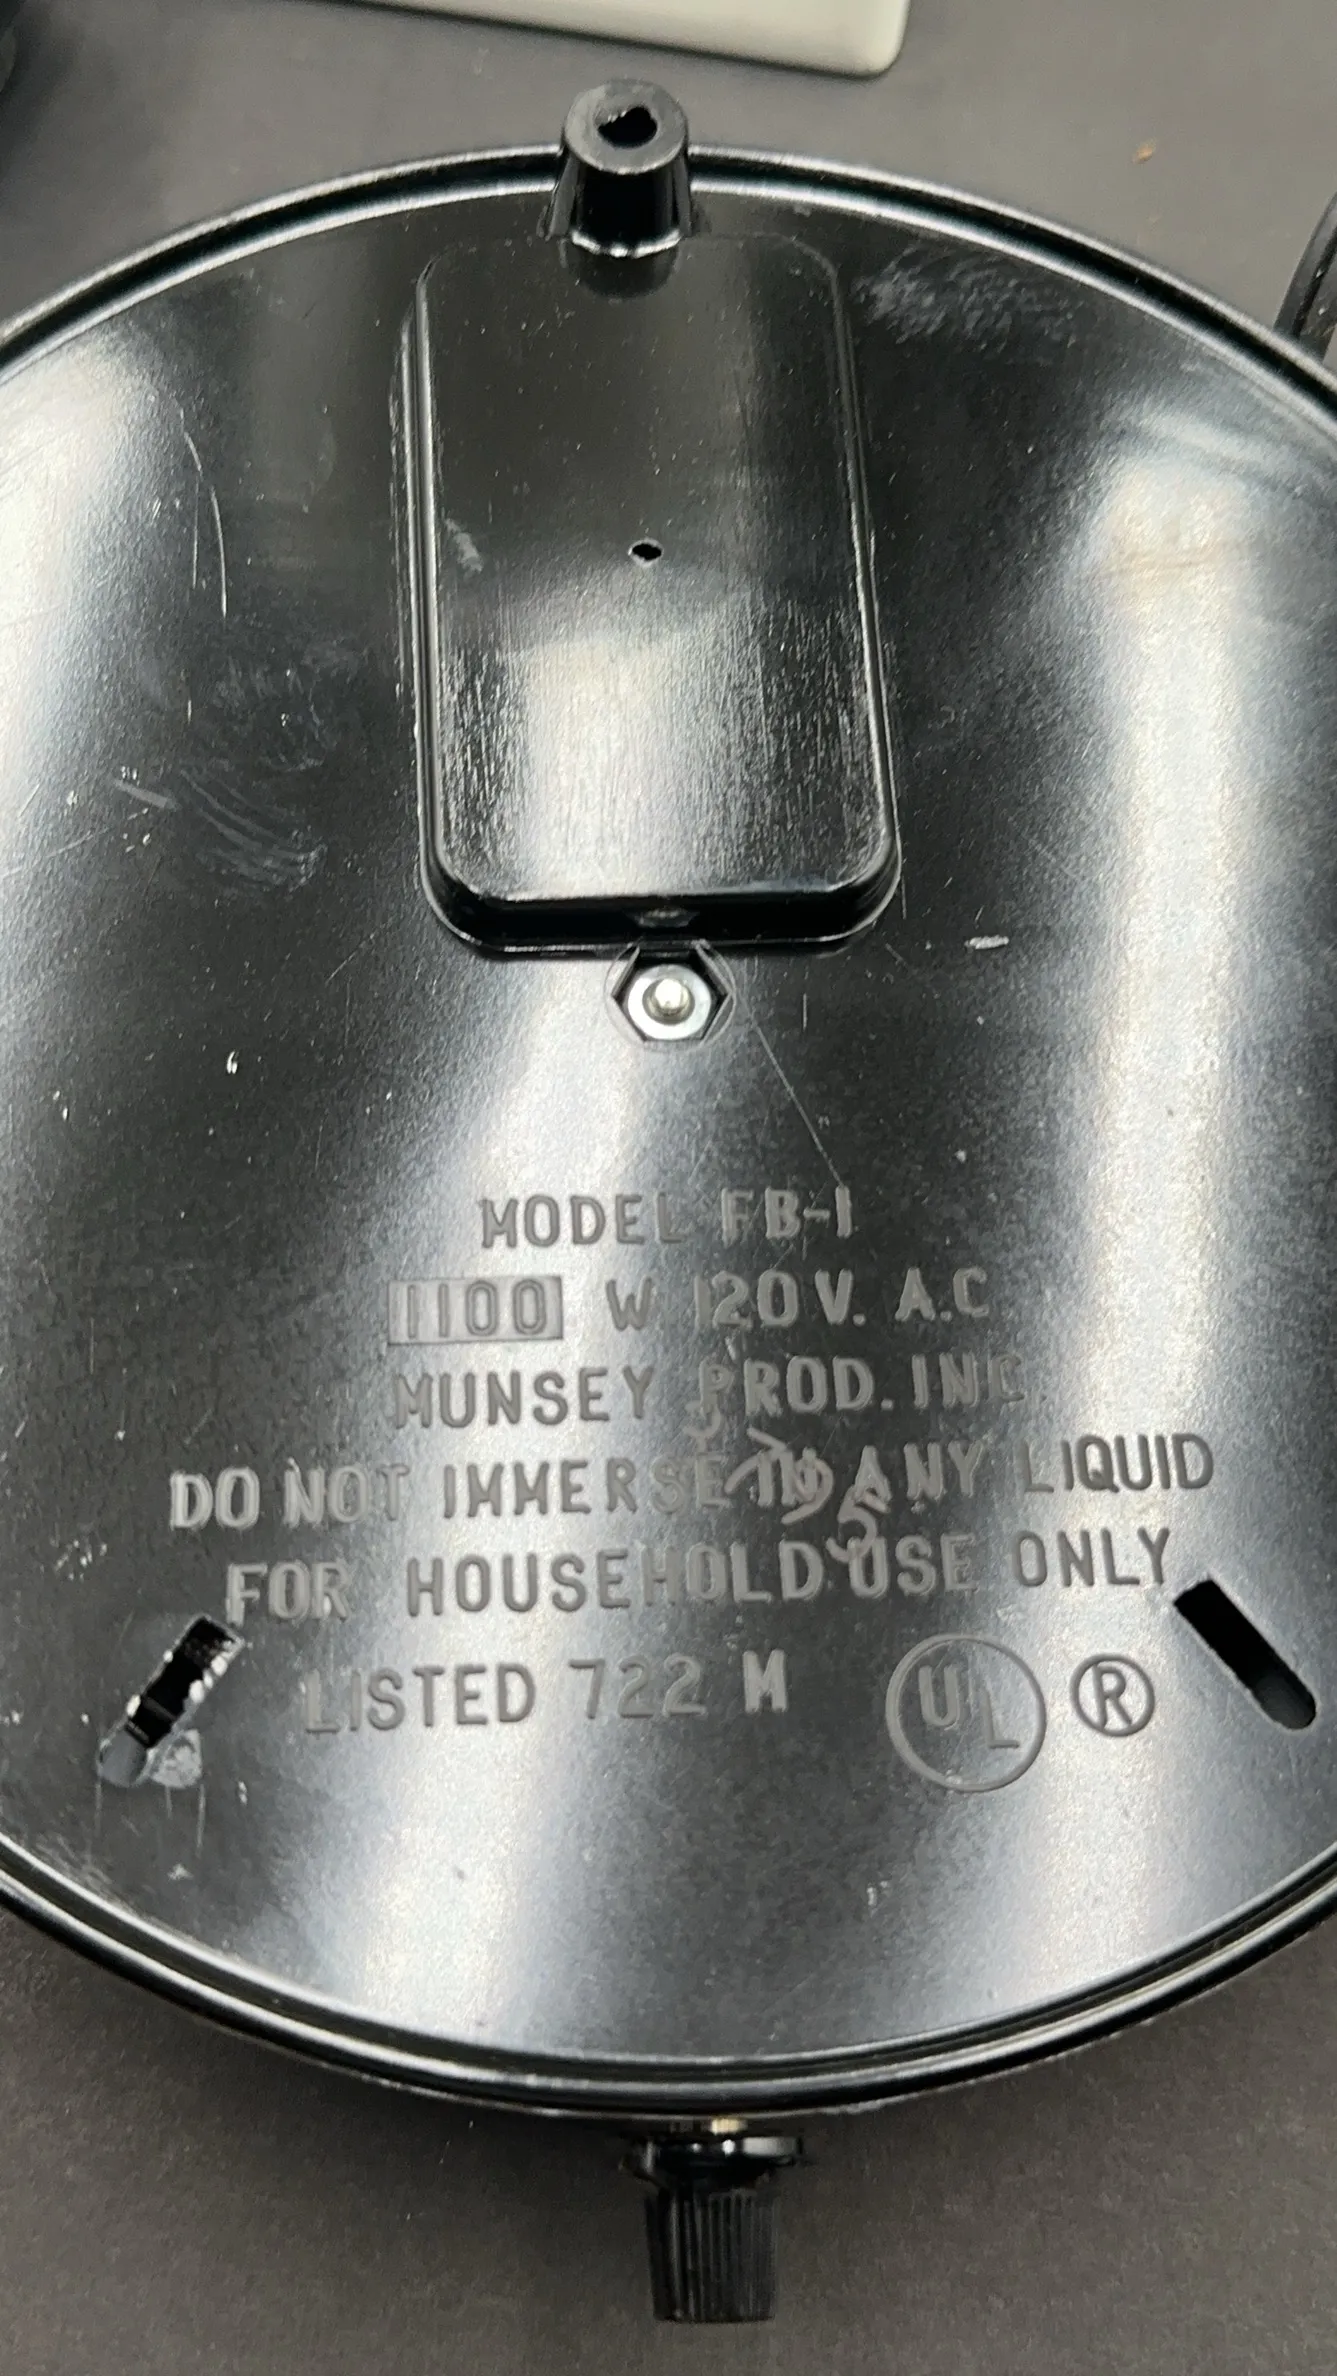 MODEL FB-1
1100 W 120 V. A.C
MUNSEY PROD. INC.
DO NOT IMMERSE IN ANY LIQUID
FOR HOUSEHOLD USE ONLY
LISTED 722 M UL ®